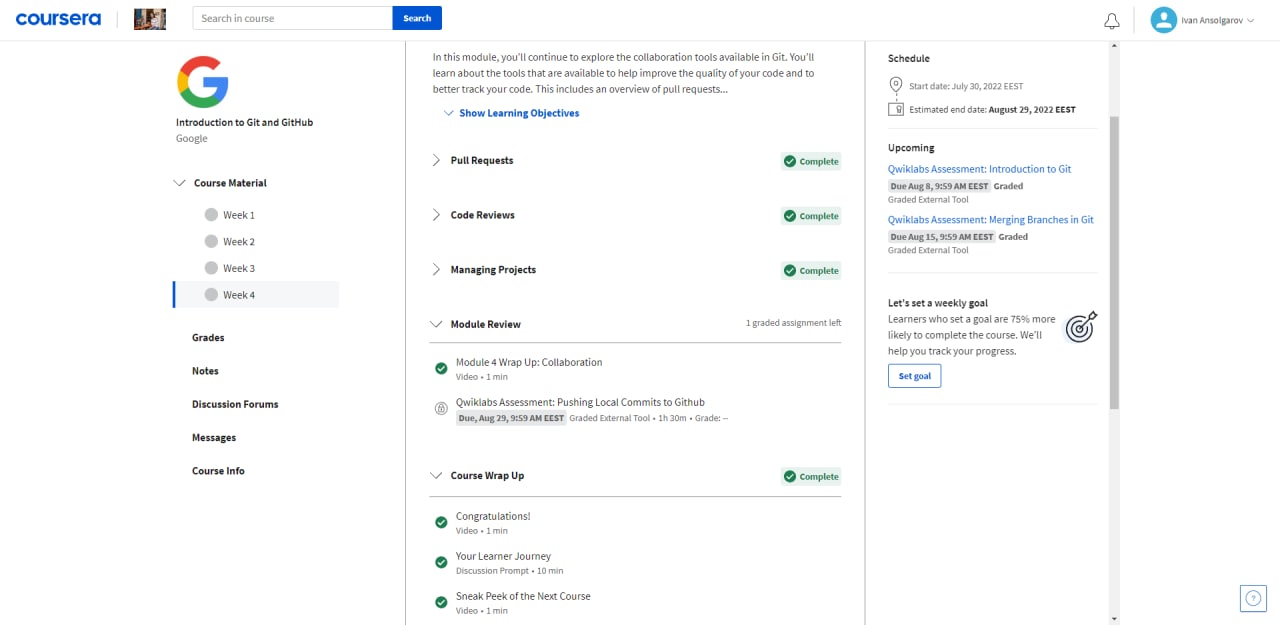 coursera
Search in course
Search
Ivan Ansolgarov
Introduction to Git and GitHub
Google
Course Material
Week 1
Week 2
Week 3
Week 4
Grades
Notes
Discussion Forums
Messages
Course Info
In this module, you'll continue to explore the collaboration tools available in Git. You'll
learn about the tools that are available to help improve the quality of your code and to
better track your code. This includes an overview of pull requests...
Show Learning Objectives
Pull Requests
Complete
Code Reviews
Complete
Managing Projects
Complete
Module Review
1 graded assignment left
Module 4 Wrap Up: Collaboration
Video • 1 min
Qwiklabs Assessment: Pushing Local Commits to Github
Due, Aug 29, 9:59 AM EEST Graded External Tool • 1h 30m • Grade: --
Course Wrap Up
Complete
Congratulations!
Video • 1 min
Your Learner Journey
Discussion Prompt • 10 min
Sneak Peek of the Next Course
Video • 1 min
Schedule
Start date: July 30, 2022 EEST
Estimated end date: August 29, 2022 EEST
Upcoming
Qwiklabs Assessment: Introduction to Git
Due Aug 8, 9:59 AM EEST Graded
Graded External Tool
Qwiklabs Assessment: Merging Branches in Git
Due Aug 15, 9:59 AM EEST Graded
Graded External Tool
Let's set a weekly goal
Learners who set a goal are 75% more
likely to complete the course. We'll
help you track your progress.
Set goal
?